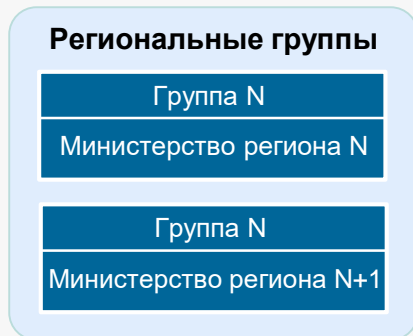 Региональные группы
Группа N
Министерство региона N
Группа N
Министерство региона N+1